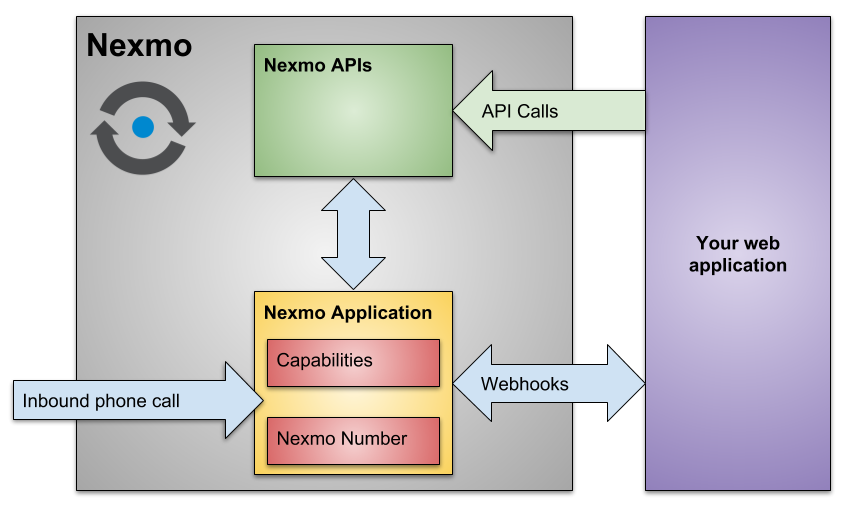 Nexmo
Nexmo APIs
API Calls
Your web
application
Nexmo Application
Capabilities
Webhooks
Inbound phone call
Nexmo Number